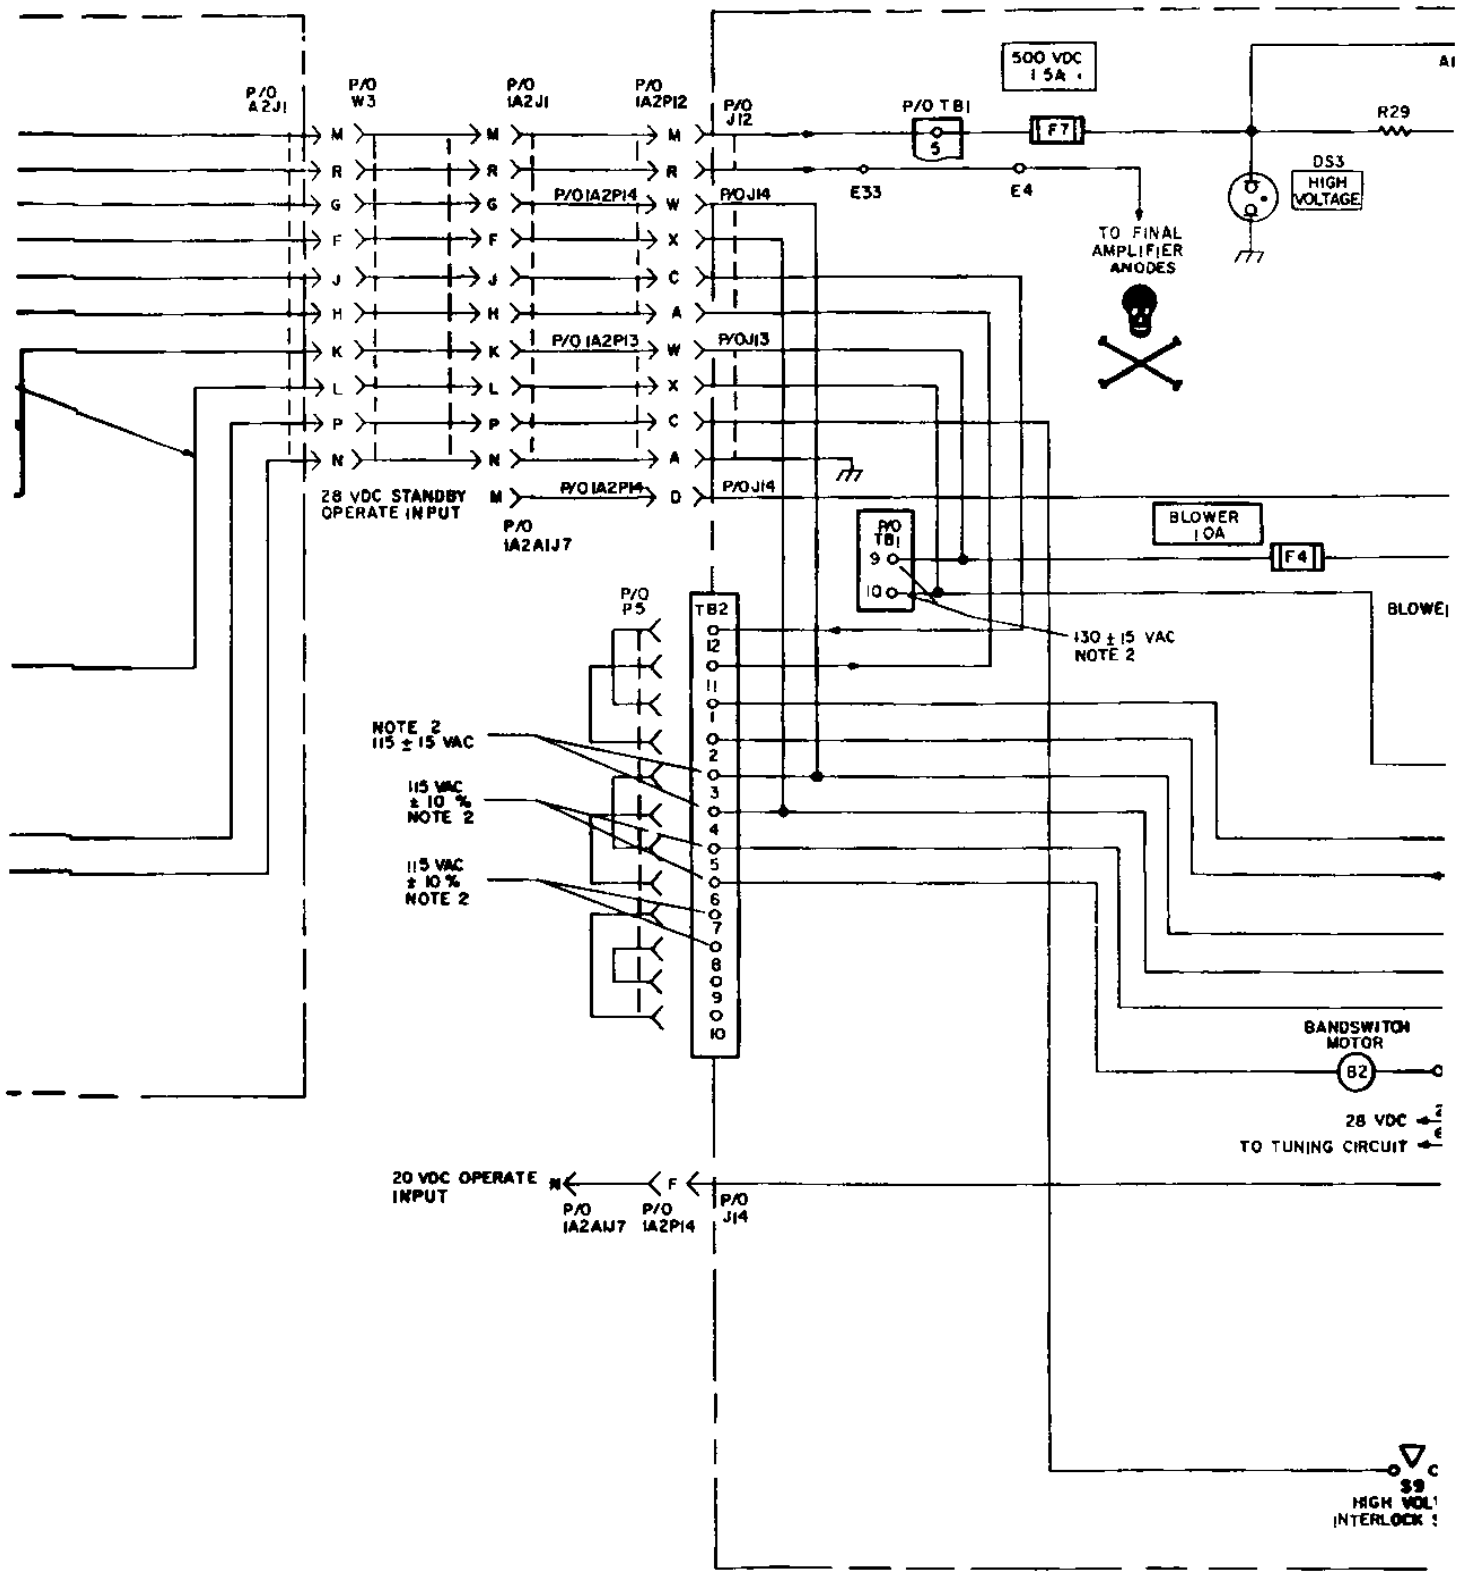 500 VDC
1.5A
P/O
A2J1
P/O
W3
P/O
1A2J1
P/O
1A2P12
P/O
J12
P/O TB1
5
F7
R29
M M M
R R R
E33 E4
DS3
HIGH
VOLTAGE
G G P/O 1A2P14 W P/O J14
F F X
TO FINAL
AMPLIFIER
ANODES
J J C
H H A
K K P/O 1A2P13 W P/O J13
L L X
P P C
N N A
28 VDC STANDBY
OPERATE INPUT
M P/O 1A2P14 D P/O J14
P/O
1A2A1J7
P/O
TB1
9
10
BLOWER
10A
F4
130 ± 15 VAC
NOTE 2
P/O
P5
TB2
12
11
1
2
3
4
5
6
7
8
9
10
NOTE 2
115 ± 15 VAC
115 VAC
± 10 %
NOTE 2
115 VAC
± 10 %
NOTE 2
BANDSWITCH
MOTOR
B2
28 VDC
TO TUNING CIRCUIT
20 VDC OPERATE
INPUT
N F
P/O
1A2A1J7
P/O
1A2P14
P/O
J14
S9
HIGH
INTERLOCK